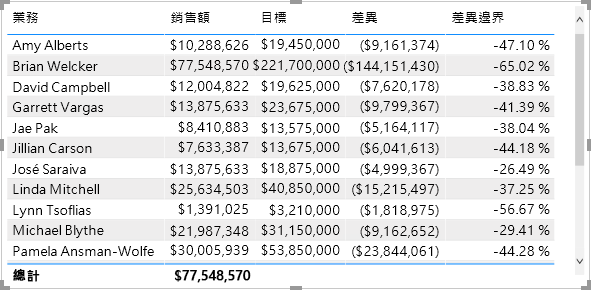 業務 銷售額 目標 差異 差異邊界
Amy Alberts $10,288,626 $19,450,000 ($9,161,374) -47.10 %
Brian Welcker $77,548,570 $221,700,000 ($144,151,430) -65.02 %
David Campbell $12,004,822 $19,625,000 ($7,620,178) -38.83 %
Garrett Vargas $13,875,633 $23,675,000 ($9,799,367) -41.39 %
Jae Pak $8,410,883 $13,575,000 ($5,164,117) -38.04 %
Jillian Carson $7,633,387 $13,675,000 ($6,041,613) -44.18 %
José Saraiva $13,875,633 $18,875,000 ($4,999,367) -26.49 %
Linda Mitchell $25,634,503 $40,850,000 ($15,215,497) -37.25 %
Lynn Tsoflias $1,391,025 $3,210,000 ($1,818,975) -56.67 %
Michael Blythe $21,987,348 $31,150,000 ($9,162,652) -29.41 %
Pamela Ansman-Wolfe $30,005,939 $53,850,000 ($23,844,061) -44.28 %
總計 $77,548,570